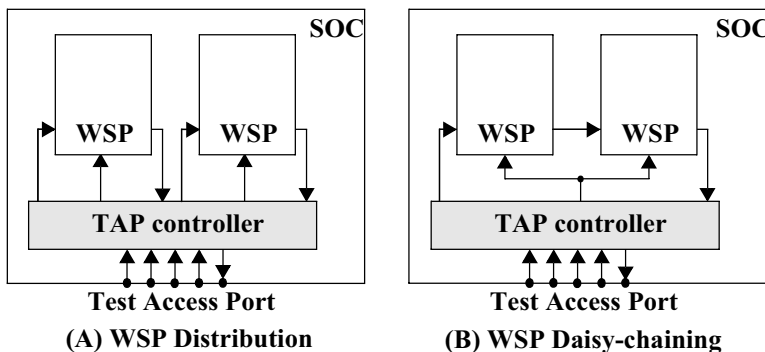 SOC
WSP
WSP
TAP controller
Test Access Port
(A) WSP Distribution
SOC
WSP
WSP
TAP controller
Test Access Port
(B) WSP Daisy-chaining